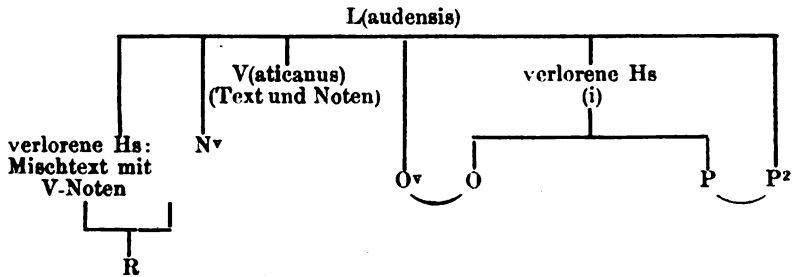 L(audensis)
V(aticanus)
(Text und Noten)
verlorene Hs
(i)
verlorene Hs:
Mischtext mit
V-Noten
Nᵛ
Oᵛ
O
P
P²
R